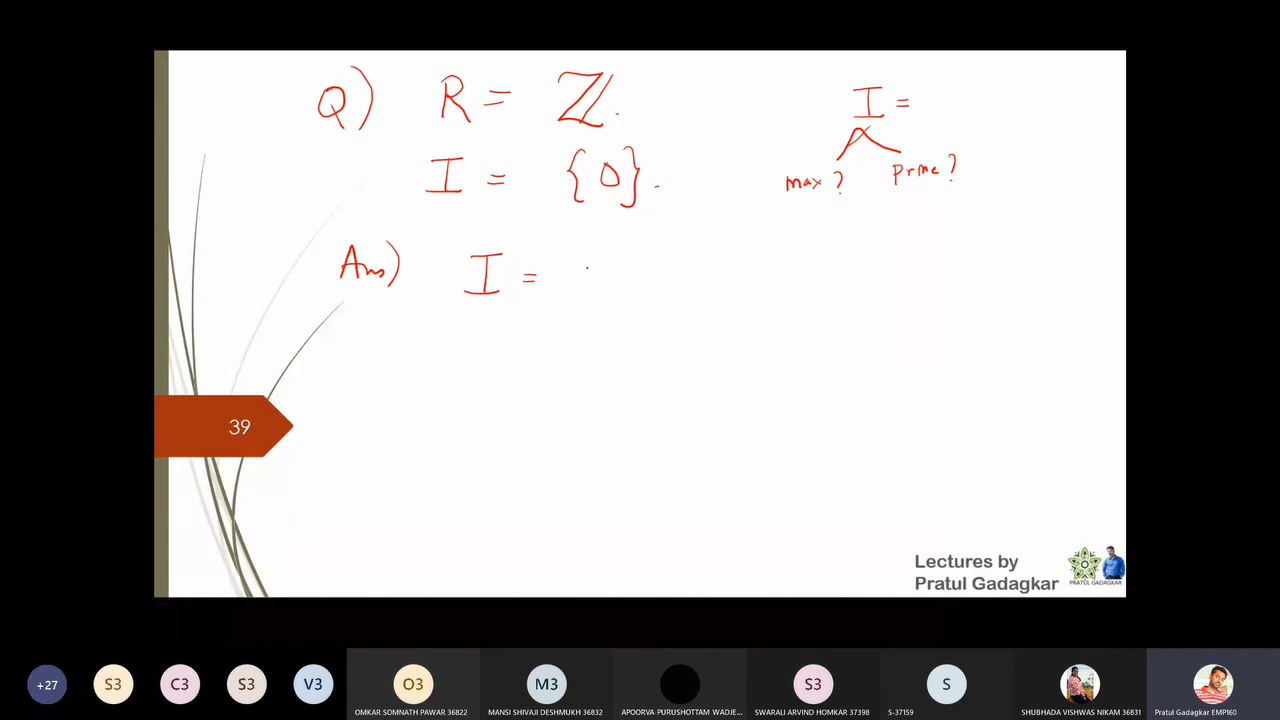 Q) R = ℤ.
I = {0}.
I =
max? prme?
Ans) I =
39
Lectures by
Pratul Gadagkar
PRATUL GADAGKAR
+27 S3 C3 S3 V3 O3 M3 S3 S
OMKAR SOMNATH PAWAR 36822 MANSI SHIVAJI DESHMUKH 36832 APOORVA PURUSHOTTAM WADJE... SWARALI ARVIND HOMKAR 37398 S-37159 SHUBHADA VISHWAS NIKAM 36831 Pratul Gadagkar EMP160